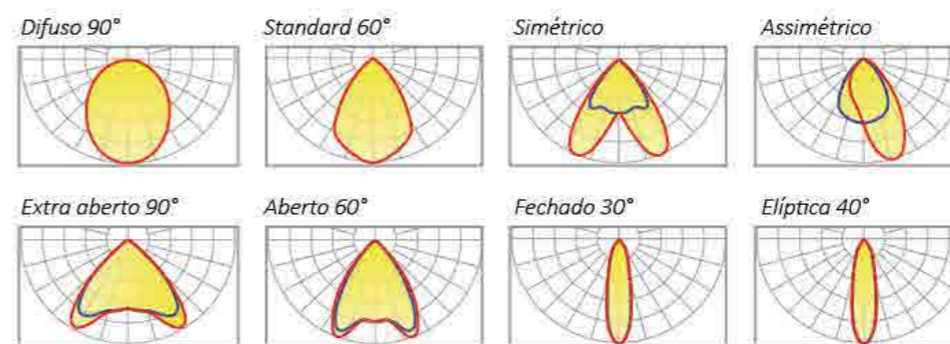 Difuso 90°
Standard 60°
Simétrico
Assimétrico
Extra aberto 90°
Aberto 60°
Fechado 30°
Elíptica 40°